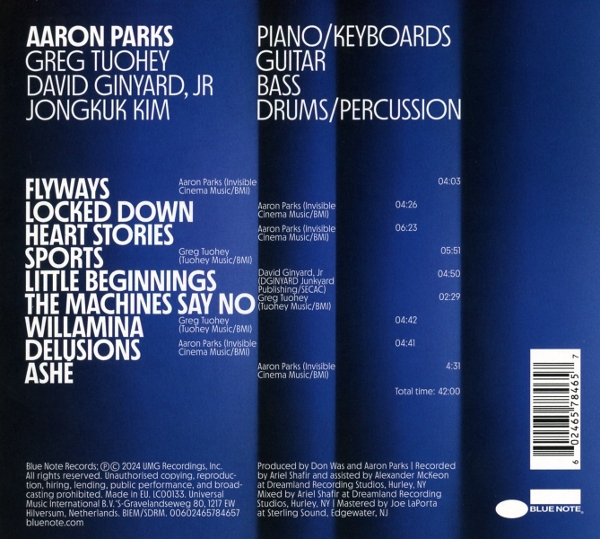 AARON PARKS PIANO/KEYBOARDS
GREG TUOHEY GUITAR
DAVID GINYARD, JR BASS
JONGKUK KIM DRUMS/PERCUSSION
FLYWAYS Aaron Parks (Invisible Cinema Music/BMI) 04:03
LOCKED DOWN Aaron Parks (Invisible Cinema Music/BMI) 04:26
HEART STORIES Aaron Parks (Invisible Cinema Music/BMI) 06:23
SPORTS Greg Tuohey (Tuohey Music/BMI) 05:51
LITTLE BEGINNINGS David Ginyard, Jr (DGINYARD Junkyard Publishing/SECAC) 04:50
THE MACHINES SAY NO Greg Tuohey (Tuohey Music/BMI) 02:29
WILLAMINA Greg Tuohey (Tuohey Music/BMI) 04:42
DELUSIONS Aaron Parks (Invisible Cinema Music/BMI) 04:41
ASHÉ Aaron Parks (Invisible Cinema Music/BMI) 4:31
Total time: 42:00
Blue Note Records; ℗© 2024 UMG Recordings, Inc.
All rights reserved. Unauthorised copying, reproduc-
tion, hiring, lending, public performance, and broad-
casting prohibited. Made in EU. LC00133. Universal
Music International B.V. 'S-Gravelandseweg 80, 1217 EW
Hilversum, Netherlands. BIEM/SDRM. 00602465784657
bluenote.com
Produced by Don Was and Aaron Parks | Recorded
by Ariel Shafir and assisted by Alexander McKeon
at Dreamland Recording Studios, Hurley, NY
Mixed by Ariel Shafir at Dreamland Recording
Studios, Hurley, NY | Mastered by Joe LaPorta
at Sterling Sound, Edgewater, NJ
6 02465 78465 7
BLUE NOTE